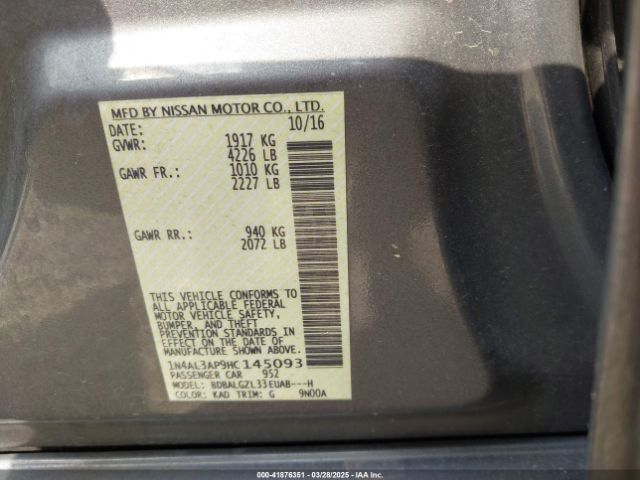 MFD BY NISSAN MOTOR CO., LTD.
DATE: 10/16
GVWR: 1917 KG
4226 LB
GAWR FR.: 1010 KG
2227 LB
GAWR RR.: 940 KG
2072 LB
THIS VEHICLE CONFORMS TO
ALL APPLICABLE FEDERAL
MOTOR VEHICLE SAFETY,
BUMPER, AND THEFT
PREVENTION STANDARDS IN
EFFECT ON THE DATE OF
MANUFACTURE SHOWN ABOVE.
1N4AL3AP9HC145093
PASSENGER CAR 952
MODEL: BDBALGZL33EUAB---H
COLOR: KAD TRIM: G 9N00A
000-41876351 - 03/28/2025 - IAA Inc.